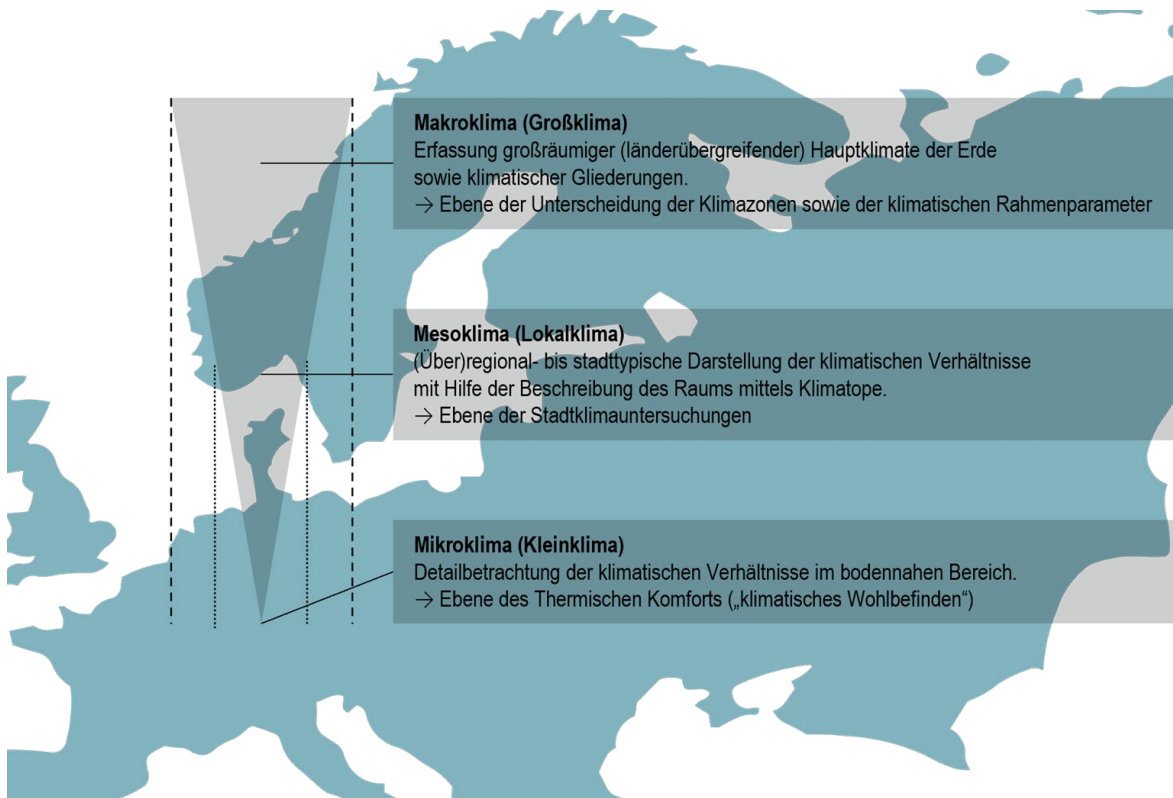 Makroklima (Großklima)
Erfassung großräumiger (länderübergreifender) Hauptklimate der Erde
sowie klimatischer Gliederungen.
→ Ebene der Unterscheidung der Klimazonen sowie der klimatischen Rahmenparameter
Mesoklima (Lokalklima)
(Über)regional- bis stadttypische Darstellung der klimatischen Verhältnisse
mit Hilfe der Beschreibung des Raums mittels Klimatope.
→ Ebene der Stadtklimauntersuchungen
Mikroklima (Kleinklima)
Detailbetrachtung der klimatischen Verhältnisse im bodennahen Bereich.
→ Ebene des Thermischen Komforts („klimatisches Wohlbefinden“)